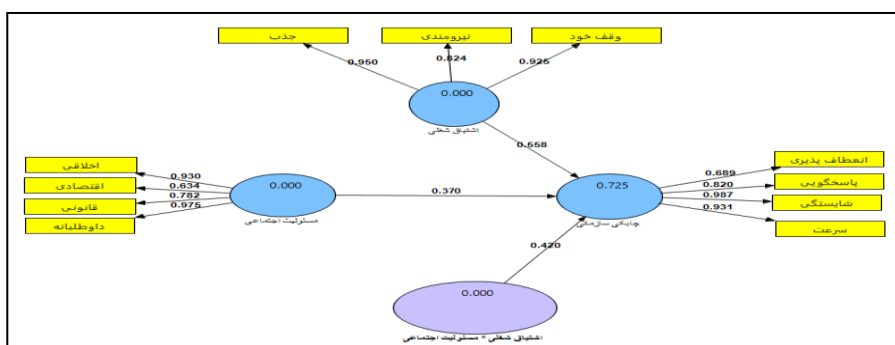 وقف خود
نیرومندی
جذب
0.925
0.824
0.950
0.000
اشتیاق شغلی
0.558
اخلاقی
اقتصادی
قانونی
داوطلبانه
0.930
0.634
0.782
0.975
0.000
مسئولیت اجتماعی
0.370
0.725
چابکی سازمانی
0.689
0.820
0.987
0.931
انعطاف پذیری
پاسخگویی
شایستگی
سرعت
0.420
0.000
اشتیاق شغلی * مسئولیت اجتماعی